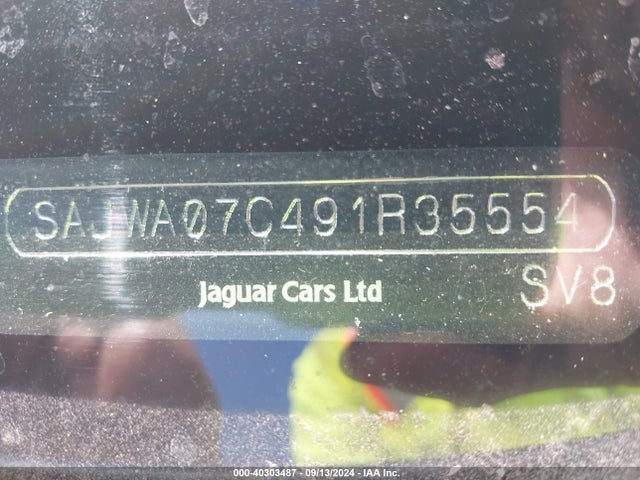 SAJWA07C491R35554
Jaguar Cars Ltd
SV8
000-40303487 - 09/13/2024 - IAA Inc.